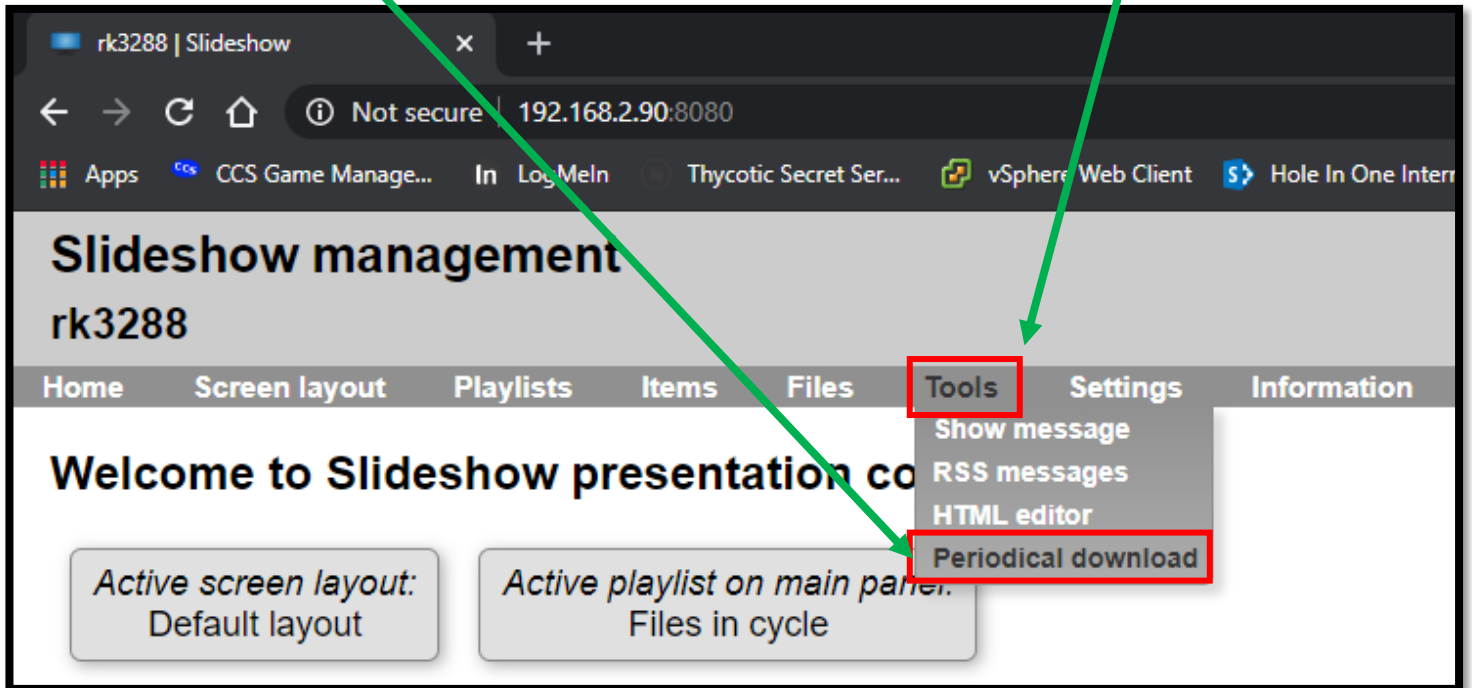 rk3288 | Slideshow
Not secure | 192.168.2.90:8080
Apps CCS Game Manage... In LogMeIn Thycotic Secret Ser... vSphere Web Client Hole In One Intern
Slideshow management
rk3288
Home Screen layout Playlists Items Files Tools Settings Information
Show message
RSS messages
HTML editor
Periodical download
Welcome to Slideshow presentation co
Active screen layout:
Default layout
Active playlist on main panel:
Files in cycle